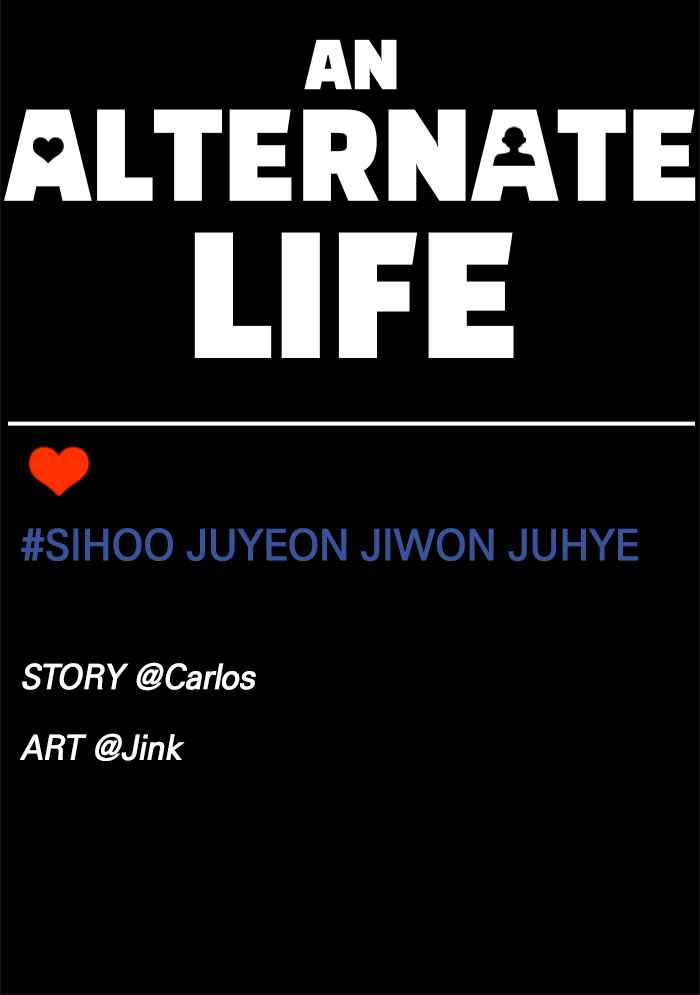 AN
ALTERNATE
LIFE
#SIHOO JUYEON JIWON JUHYE
STORY @Carlos
ART @Jink